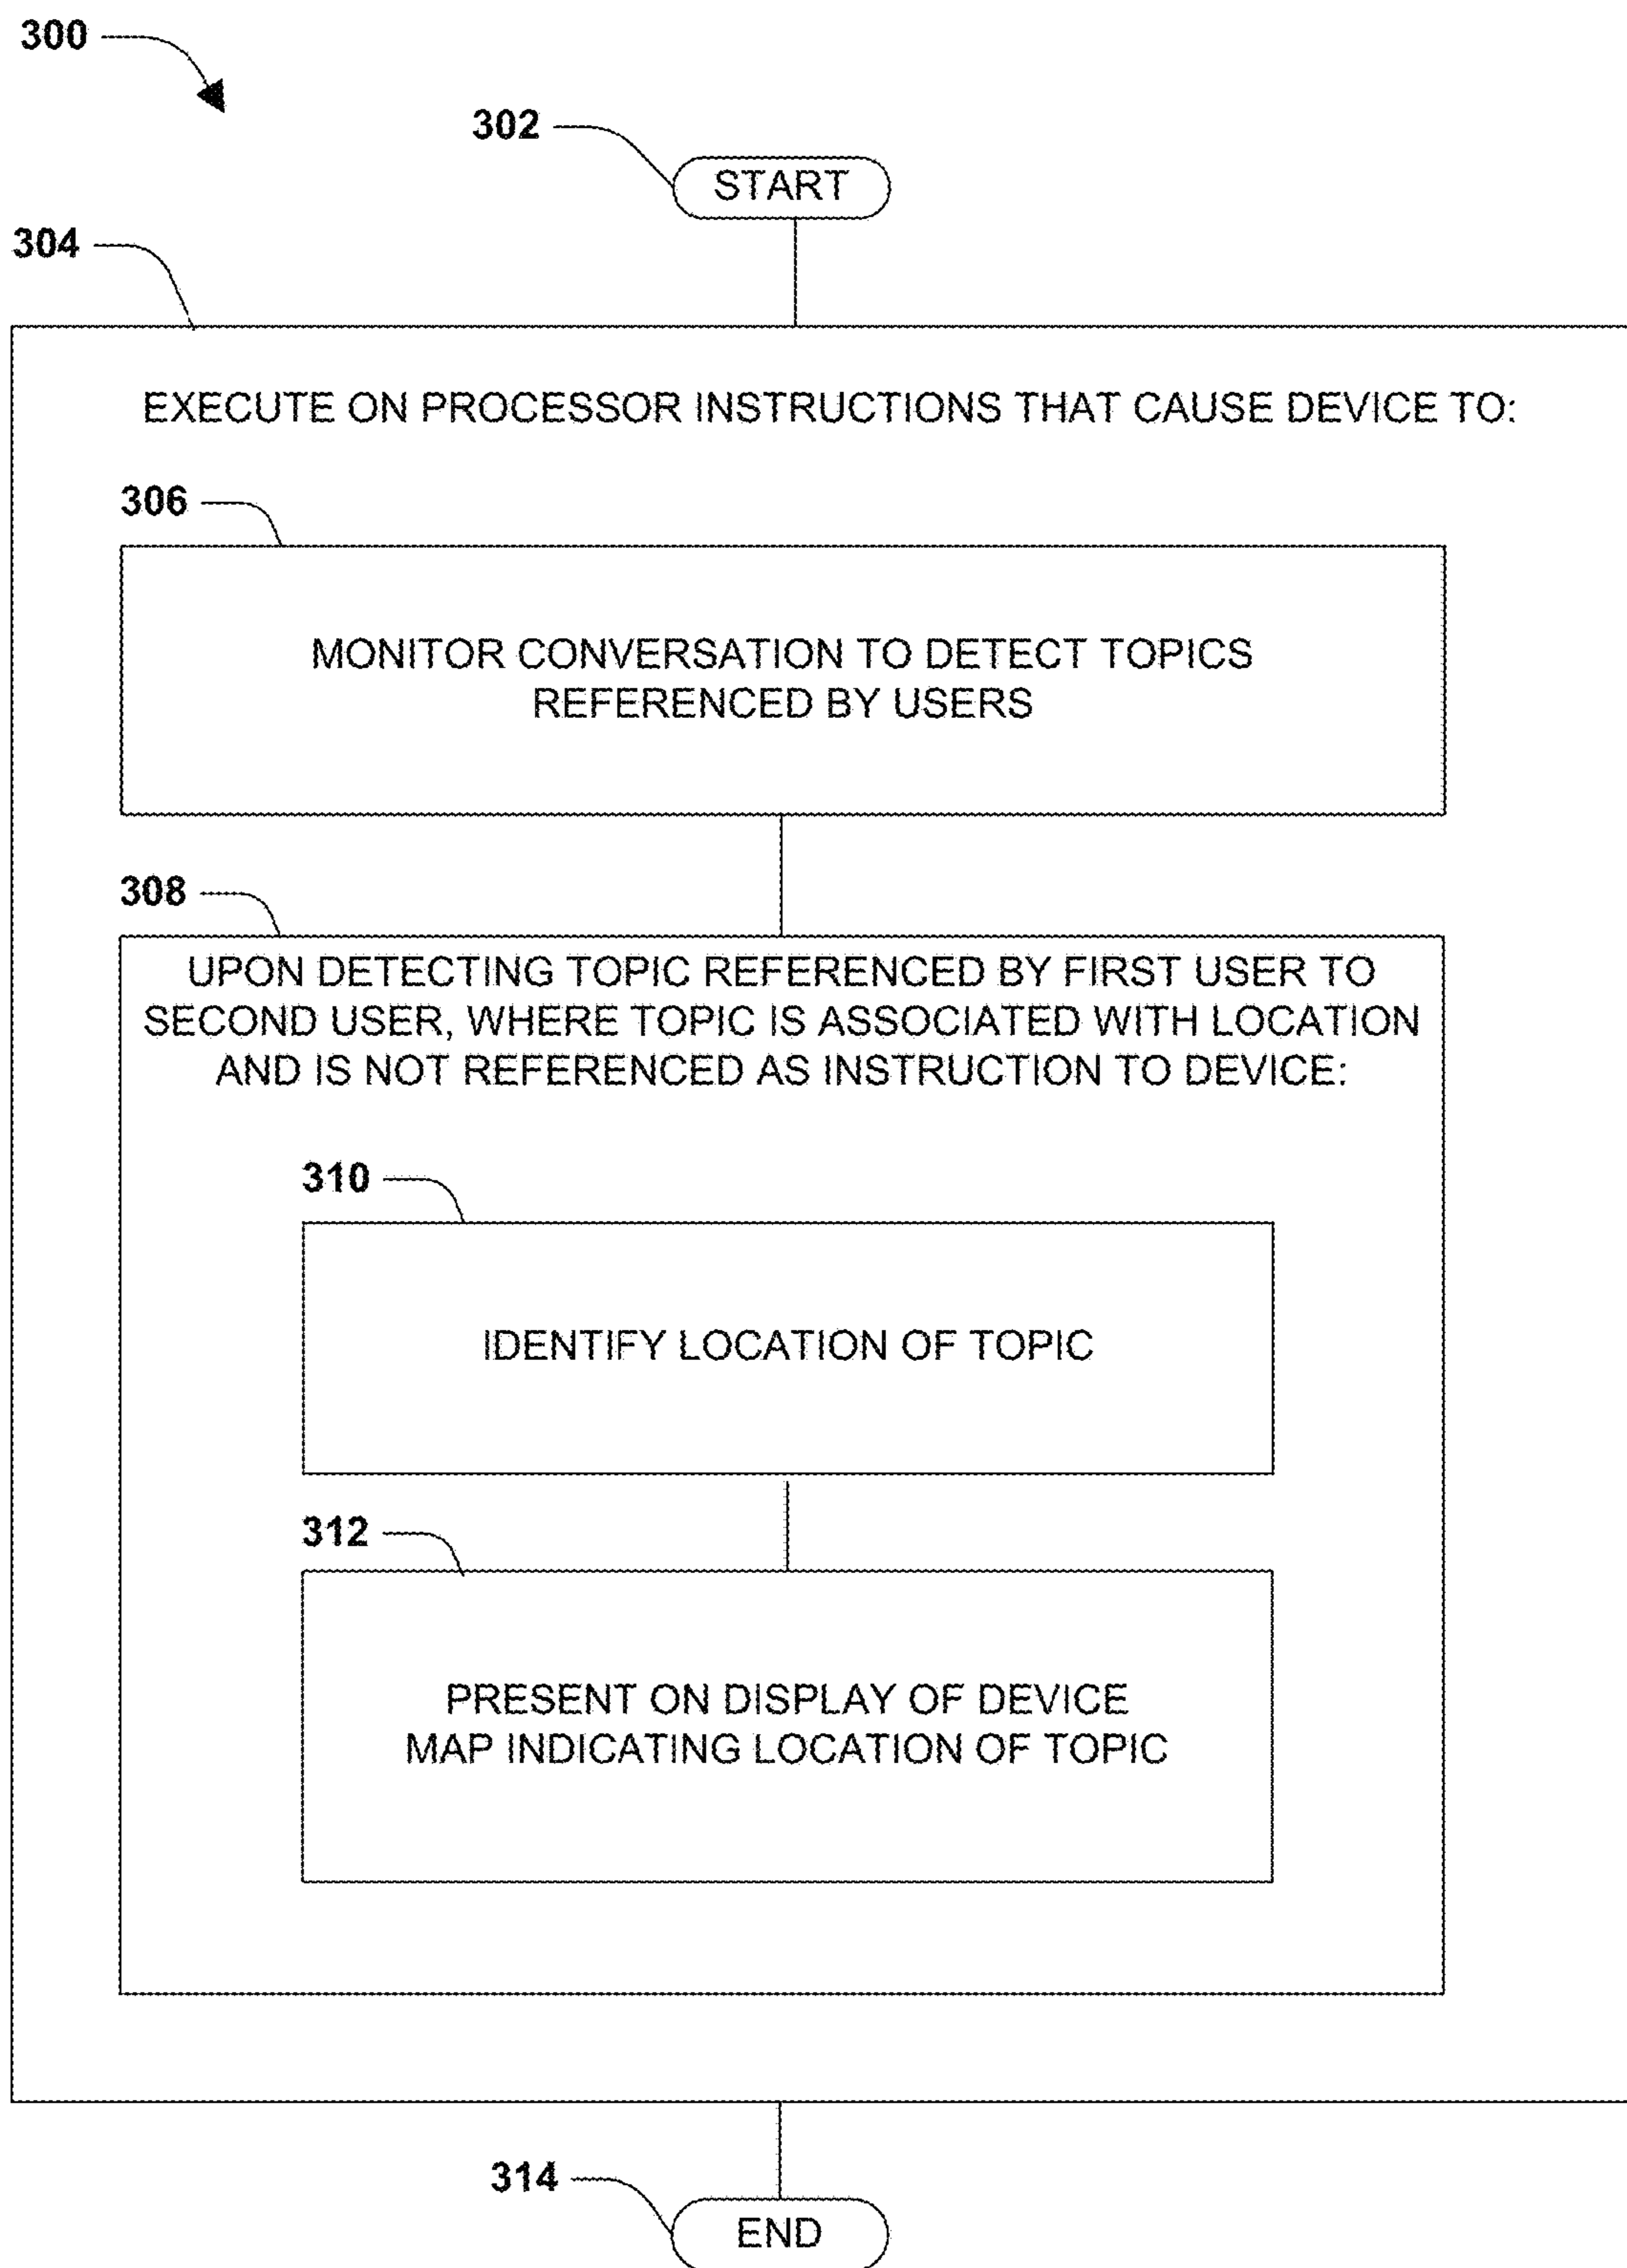 300
302
START
304
EXECUTE ON PROCESSOR INSTRUCTIONS THAT CAUSE DEVICE TO:
306
MONITOR CONVERSATION TO DETECT TOPICS
REFERENCED BY USERS
308
UPON DETECTING TOPIC REFERENCED BY FIRST USER TO
SECOND USER, WHERE TOPIC IS ASSOCIATED WITH LOCATION
AND IS NOT REFERENCED AS INSTRUCTION TO DEVICE:
310
IDENTIFY LOCATION OF TOPIC
312
PRESENT ON DISPLAY OF DEVICE
MAP INDICATING LOCATION OF TOPIC
314
END